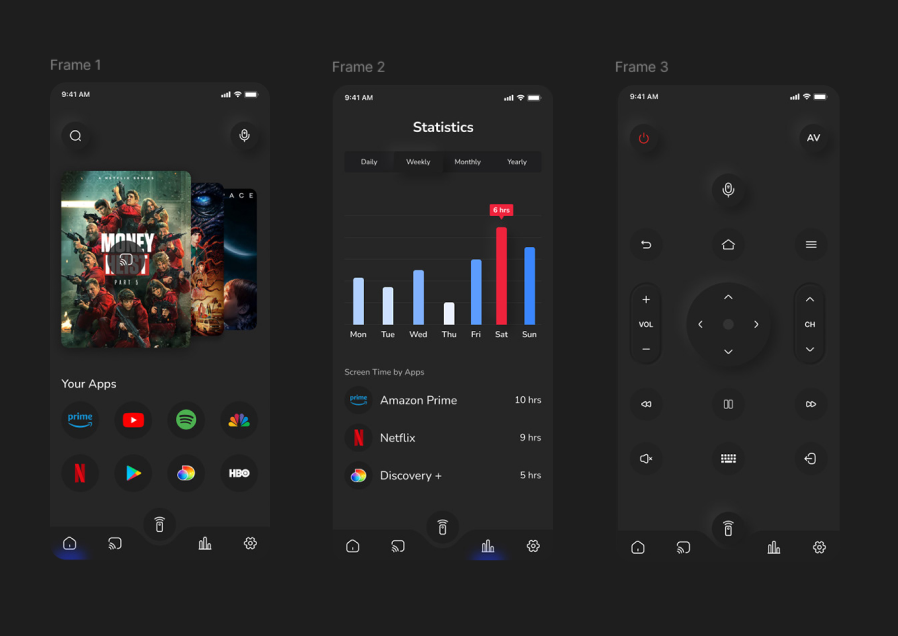 Frame 1
9:41 AM
A NETFLIX SERIES
ACE
MONEY
HEIST
PART 5
Your Apps
prime
HBO
Frame 2
9:41 AM
Statistics
Daily Weekly Monthly Yearly
6 hrs
Mon Tue Wed Thu Fri Sat Sun
Screen Time by Apps
prime Amazon Prime 10 hrs
Netflix 9 hrs
Discovery + 5 hrs
Frame 3
9:41 AM
AV
VOL CH